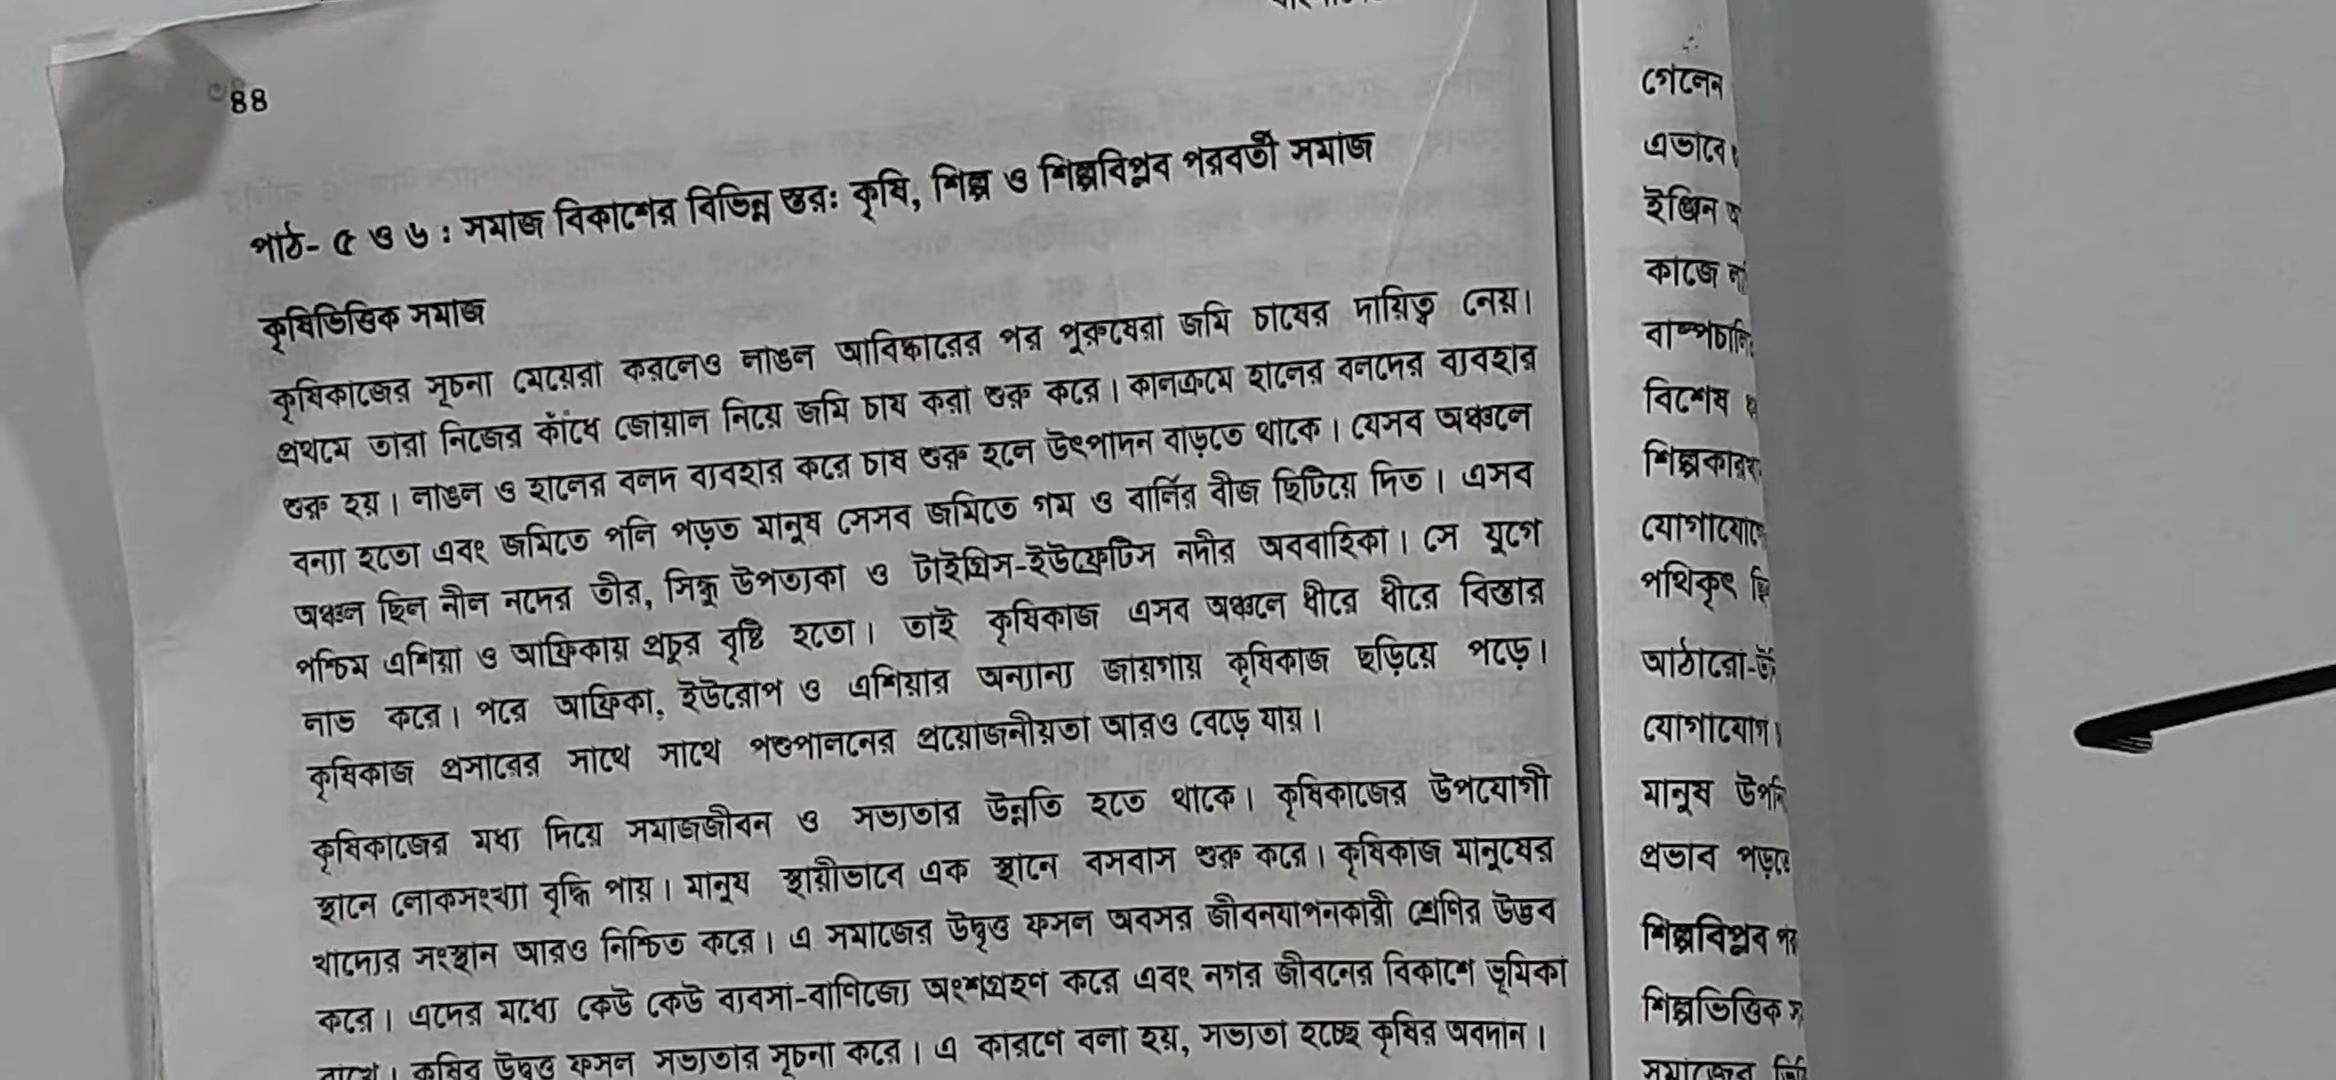 ৪৪
পাঠ- ৫ ও ৬ : সমাজ বিকাশের বিভিন্ন স্তর: কৃষি, শিল্প ও শিল্পবিপ্লব পরবর্তী সমাজ
কৃষিভিত্তিক সমাজ
কৃষিকাজের সূচনা মেয়েরা করলেও লাঙল আবিষ্কারের পর পুরুষেরা জমি চাষের দায়িত্ব নেয়।
প্রথমে তারা নিজের কাঁধে জোয়াল নিয়ে জমি চাষ করা শুরু করে। কালক্রমে হালের বলদের ব্যবহার
শুরু হয়। লাঙল ও হালের বলদ ব্যবহার করে চাষ শুরু হলে উৎপাদন বাড়তে থাকে। যেসব অঞ্চলে
বন্যা হতো এবং জমিতে পলি পড়ত মানুষ সেসব জমিতে গম ও বার্লির বীজ ছিটিয়ে দিত। এসব
অঞ্চল ছিল নীল নদের তীর, সিন্ধু উপত্যকা ও টাইগ্রিস-ইউফ্রেটিস নদীর অববাহিকা। সে যুগে
পশ্চিম এশিয়া ও আফ্রিকায় প্রচুর বৃষ্টি হতো। তাই কৃষিকাজ এসব অঞ্চলে ধীরে ধীরে বিস্তার
লাভ করে। পরে আফ্রিকা, ইউরোপ ও এশিয়ার অন্যান্য জায়গায় কৃষিকাজ ছড়িয়ে পড়ে।
কৃষিকাজ প্রসারের সাথে সাথে পশুপালনের প্রয়োজনীয়তা আরও বেড়ে যায়।
কৃষিকাজের মধ্য দিয়ে সমাজজীবন ও সভ্যতার উন্নতি হতে থাকে। কৃষিকাজের উপযোগী
স্থানে লোকসংখ্যা বৃদ্ধি পায়। মানুষ স্থায়ীভাবে এক স্থানে বসবাস শুরু করে। কৃষিকাজ মানুষের
খাদ্যের সংস্থান আরও নিশ্চিত করে। এ সমাজের উদ্বৃত্ত ফসল অবসর জীবনযাপনকারী শ্রেণির উদ্ভব
করে। এদের মধ্যে কেউ কেউ ব্যবসা-বাণিজ্যে অংশগ্রহণ করে এবং নগর জীবনের বিকাশে ভূমিকা
রাখে। কৃষির উদ্বৃত্ত ফসল সভ্যতার সূচনা করে। এ কারণে বলা হয়, সভ্যতা হচ্ছে কৃষির অবদান।
গেলেন
এভাবে
ইঞ্জিন
কাজে
বিশেষ
পথিকৃৎ
যোগাযোগ
মানুষ
প্রভাব
শিল্পবিপ্লব
শিল্পভিত্তিক
সমাজের